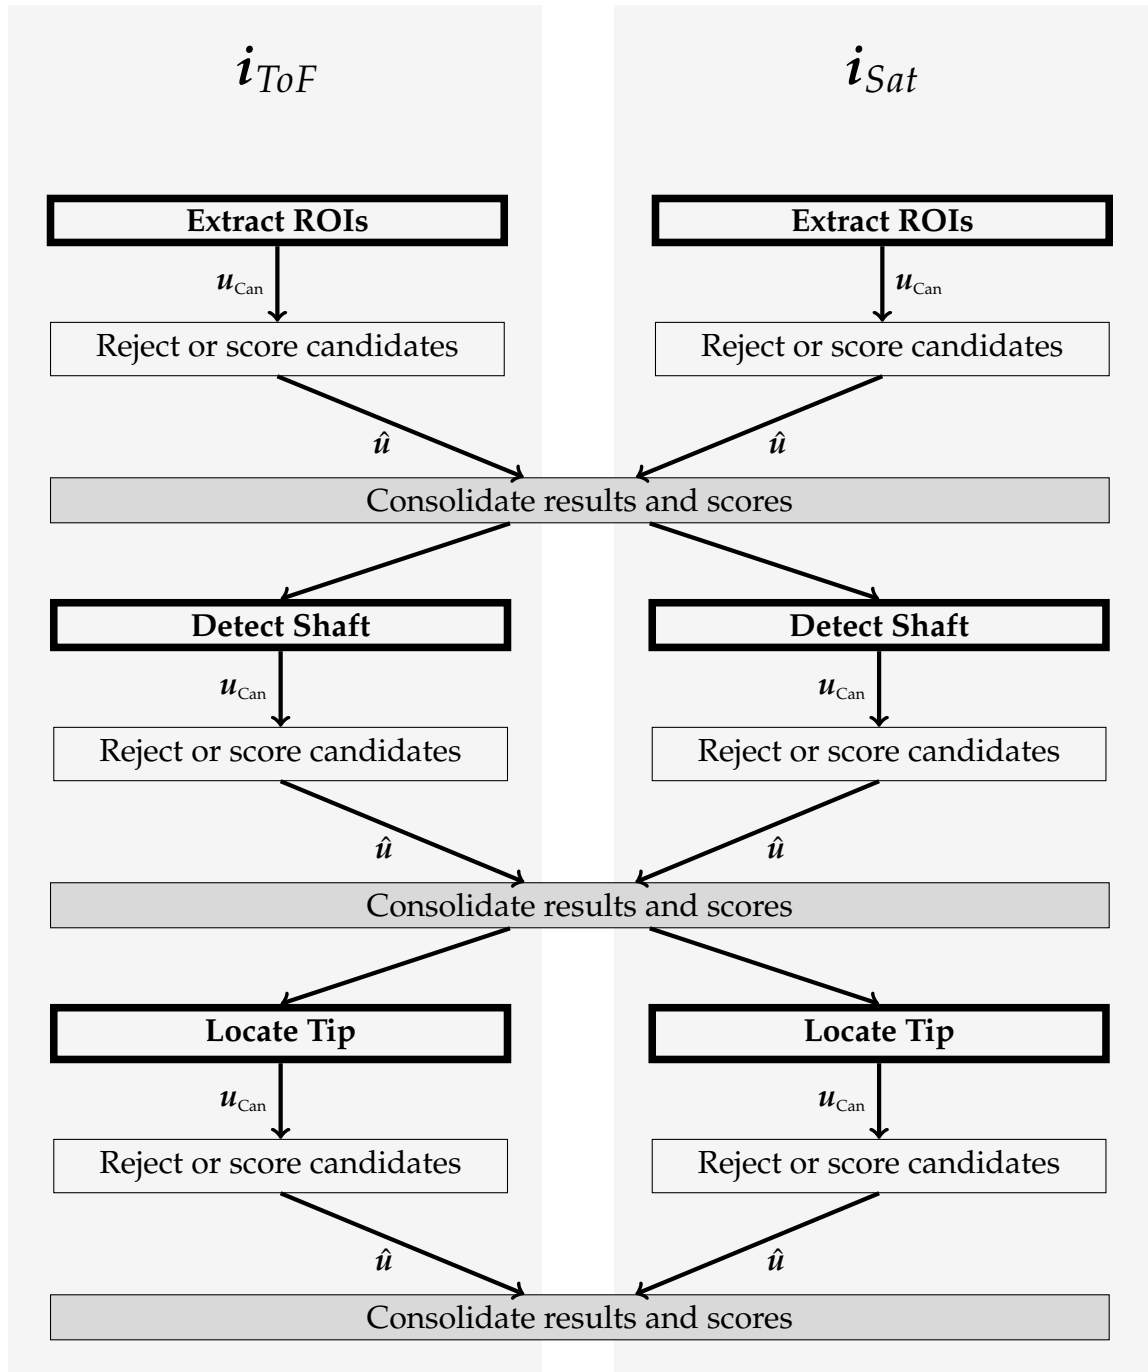 i_ToF i_Sat
Extract ROIs Extract ROIs
u_Can u_Can
Reject or score candidates Reject or score candidates
û û
Consolidate results and scores
Detect Shaft Detect Shaft
u_Can u_Can
Reject or score candidates Reject or score candidates
û û
Consolidate results and scores
Locate Tip Locate Tip
u_Can u_Can
Reject or score candidates Reject or score candidates
û û
Consolidate results and scores